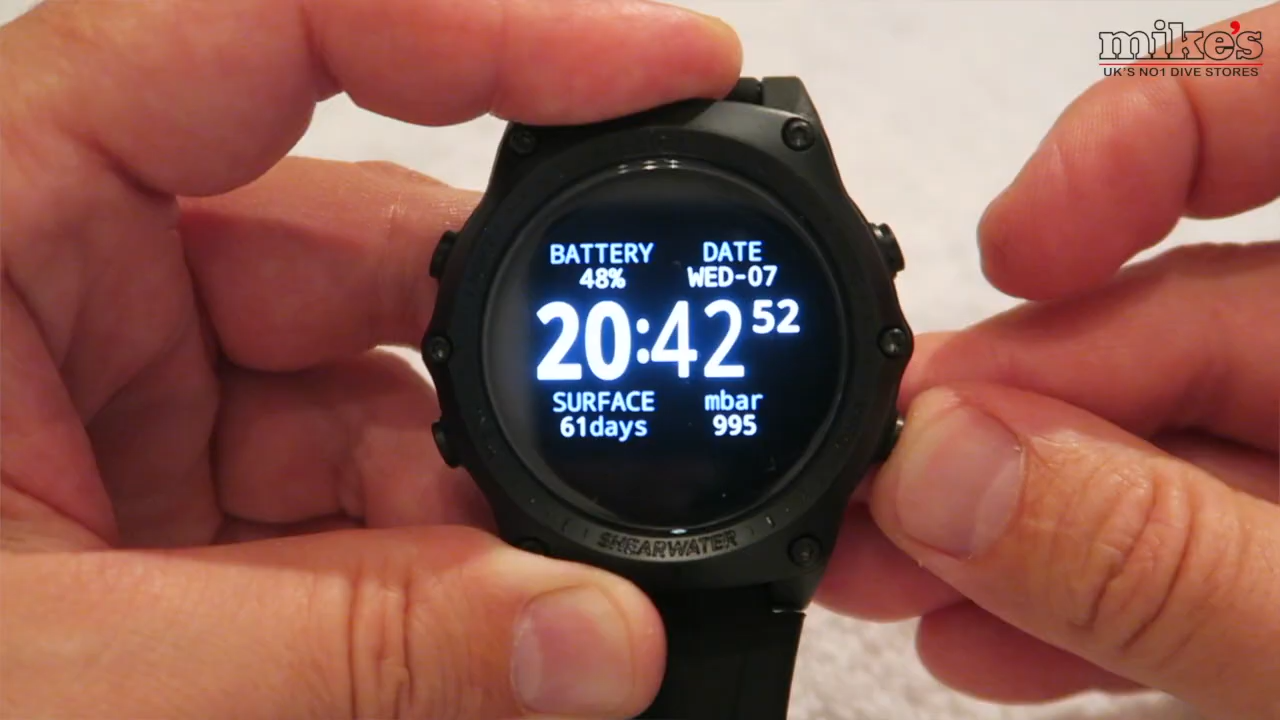 mike's
UK'S NO1 DIVE STORES
BATTERY DATE
48% WED-07
20:42 52
SURFACE mbar
61days 995
SHEARWATER